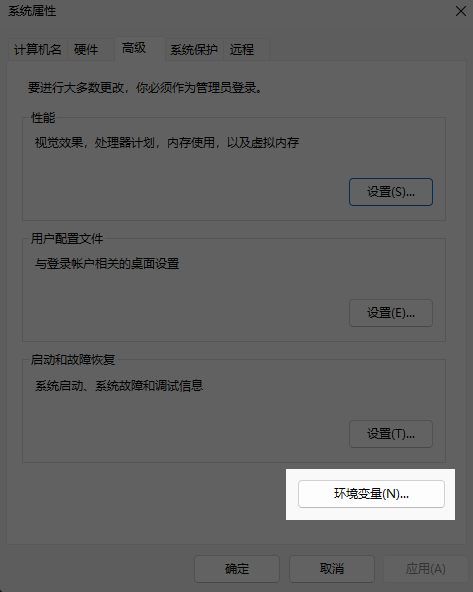 系统属性
计算机名 硬件 高级 系统保护 远程
要进行大多数更改，你必须作为管理员登录。
性能
视觉效果，处理器计划，内存使用，以及虚拟内存
设置(S)...
用户配置文件
与登录帐户相关的桌面设置
设置(E)...
启动和故障恢复
系统启动、系统故障和调试信息
设置(T)...
环境变量(N)...
确定 取消 应用(A)